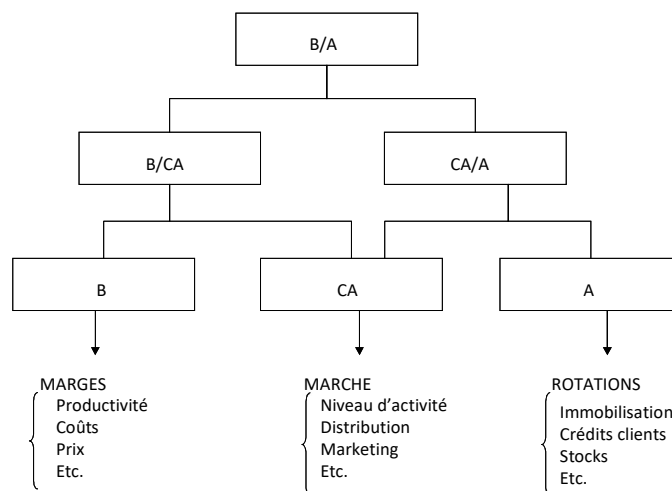 B/A
B/CA
CA/A
B
CA
A
MARGES
Productivité
Coûts
Prix
Etc.
MARCHE
Niveau d’activité
Distribution
Marketing
Etc.
ROTATIONS
Immobilisation
Crédits clients
Stocks
Etc.